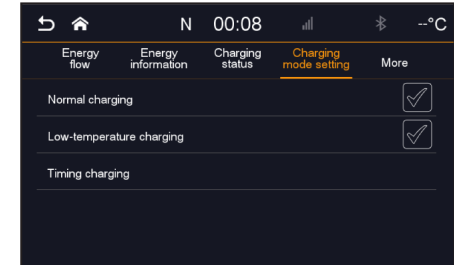 N 00:08 --°C
Energy flow
Energy information
Charging status
Charging mode setting
More
Normal charging
Low-temperature charging
Timing charging